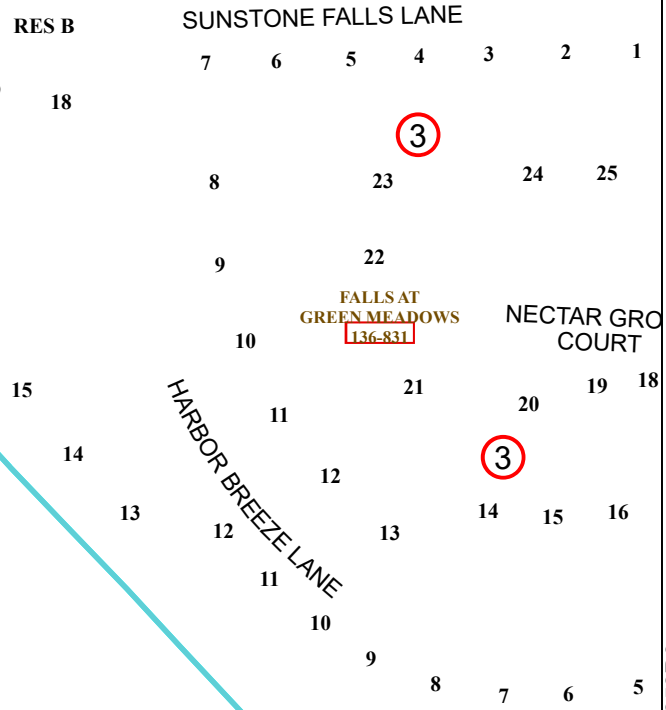 SUNSTONE FALLS LANE
RES B
7 6 5 4 3 2 1
18
3
8 23 24 25
9 22
FALLS AT
GREEN MEADOWS
136-831
NECTAR GRO
COURT
10
15 21 20 19 18
HARBOR BREEZE LANE
11
14 12 3
13 12 13 14 15 16
11
10
9
8 7 6 5